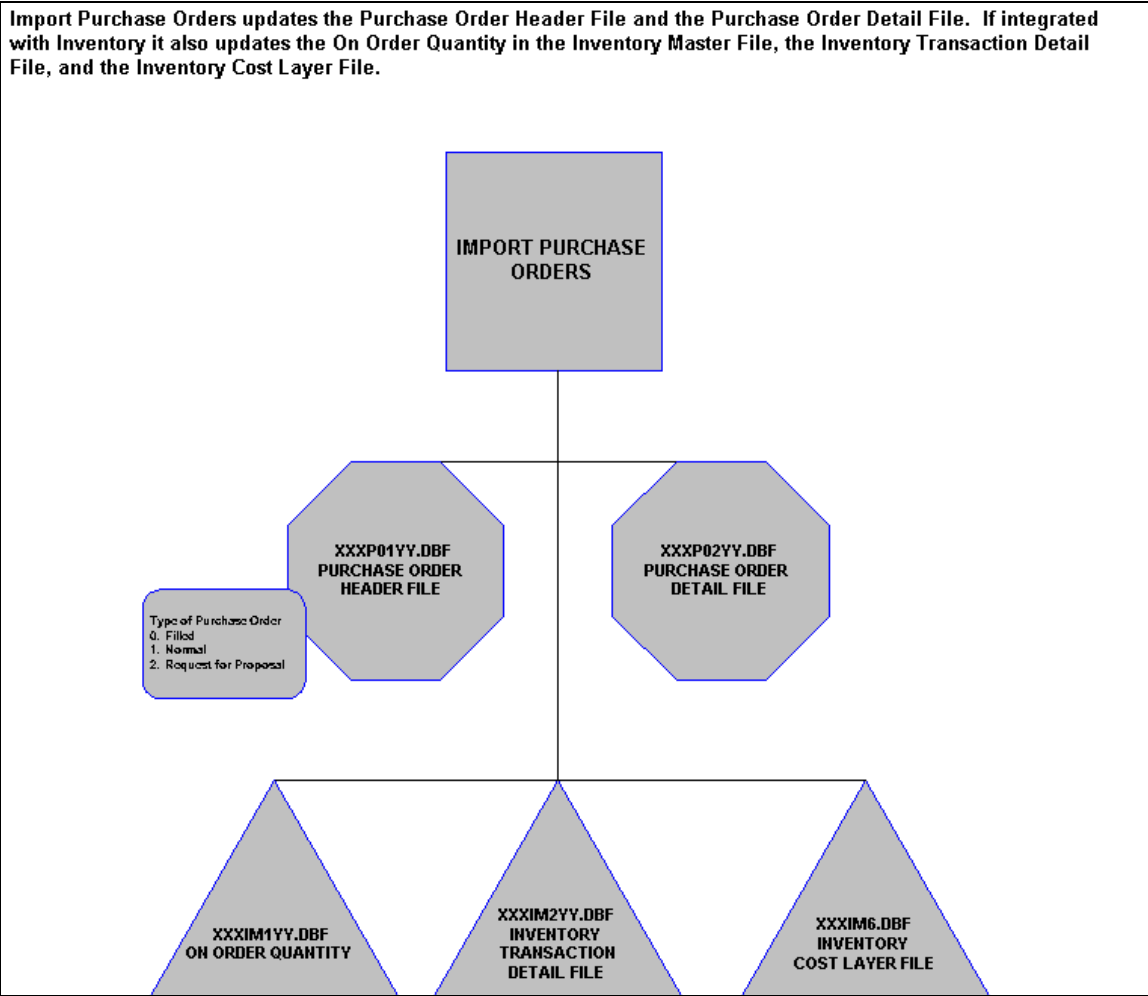 Import Purchase Orders updates the Purchase Order Header File and the Purchase Order Detail File.  If integrated
with Inventory it also updates the On Order Quantity in the Inventory Master File, the Inventory Transaction Detail
File, and the Inventory Cost Layer File.
IMPORT PURCHASE
ORDERS
XXXP01YY.DBF
PURCHASE ORDER
HEADER FILE
XXXP02YY.DBF
PURCHASE ORDER
DETAIL FILE
Type of Purchase Order
0. Filled
1. Normal
2. Request for Proposal
XXXIM1YY.DBF
ON ORDER QUANTITY
XXXIM2YY.DBF
INVENTORY
TRANSACTION
DETAIL FILE
XXXIM6.DBF
INVENTORY
COST LAYER FILE